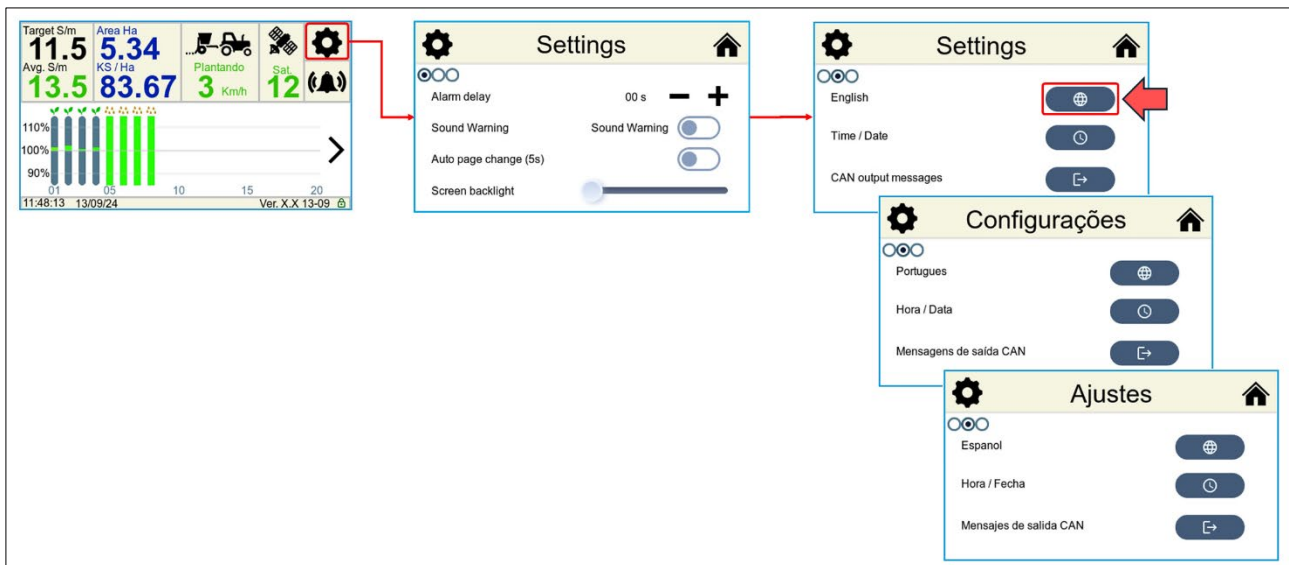 Target S/m
11.5
Area Ha
5.34
Avg. S/m
13.5
KS / Ha
83.67
Plantando
3 Km/h
Sat.
12
110%
100%
90%
01 05 10 15 20
11:48:13 13/09/24 Ver. X.X 13-09
Settings
Alarm delay 00 s
Sound Warning Sound Warning
Auto page change (5s)
Screen backlight
Settings
English
Time / Date
CAN output messages
Configurações
Portugues
Hora / Data
Mensagens de saída CAN
Ajustes
Espanol
Hora / Fecha
Mensajes de salida CAN